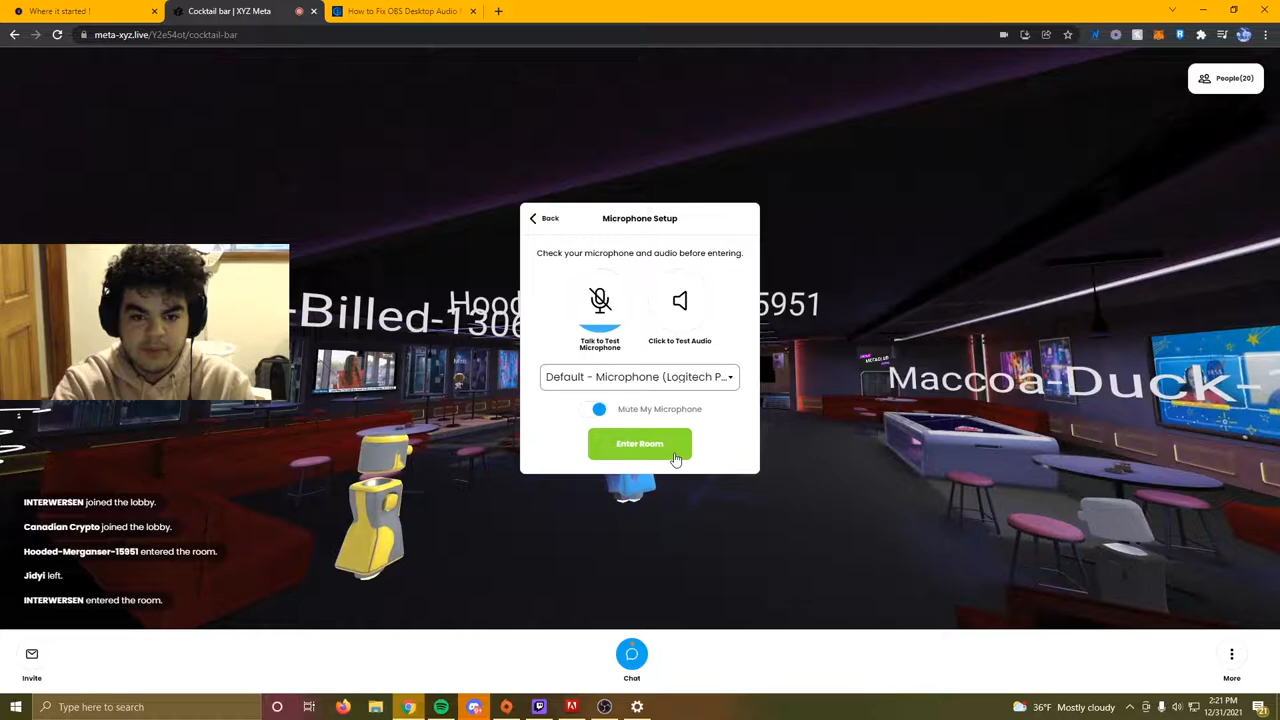 Where it started !
Cocktail bar | XYZ Meta
How to Fix OBS Desktop Audio
meta-xyz.live/Y2e54ot/cocktail-bar
People(20)
Back
Microphone Setup
Check your microphone and audio before entering.
Talk to Test
Microphone
Click to Test Audio
Default - Microphone (Logitech P...
Mute My Microphone
Enter Room
-Billed-1306
Hood
15951
Maccoa-Duck-
INTERWERSEN joined the lobby.
Canadian Crypto joined the lobby.
Hooded-Merganser-15951 entered the room.
Jidyi left.
INTERWERSEN entered the room.
Invite
Chat
More
Type here to search
36°F Mostly cloudy
2:21 PM
12/31/2021
21